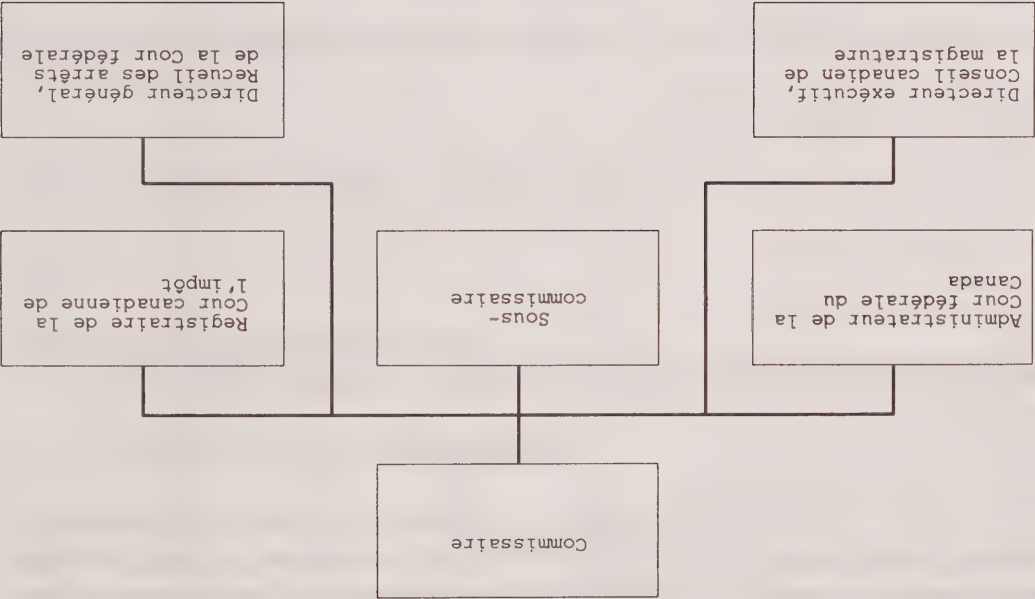 Commissaire
Administrateur de la
Cour fédérale du
Canada
Sous-
commissaire
Registraire de la
Cour canadienne de
l'impôt
Directeur exécutif,
Conseil canadien de
la magistrature
Directeur général,
Recueil des arrêts
de la Cour fédérale